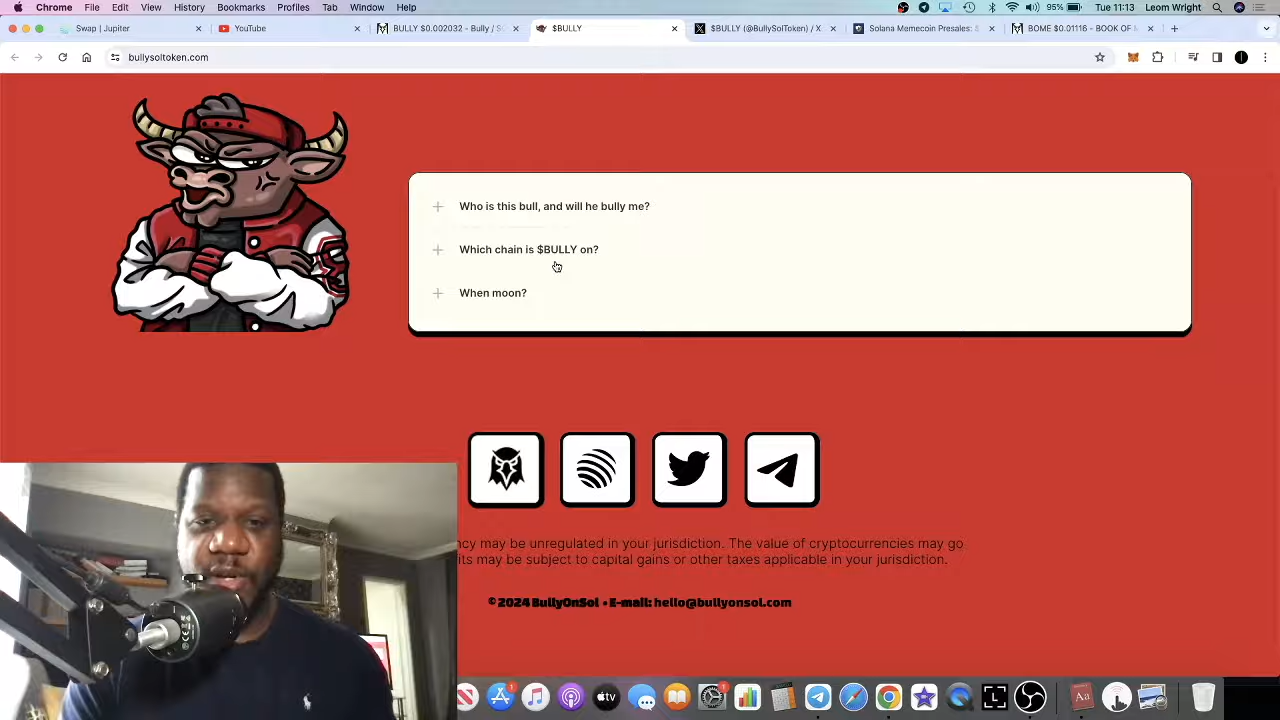 Chrome File Edit View History Bookmarks Profiles Tab Window Help 95% Tue 11:13 Leom Wright
Swap | Jupiter
YouTube
BULLY $0.002032 - Bully / S
$BULLY
$BULLY (@BullySolToken) / X
Solana Memecoin Presales: 
BOME $0.01116 - BOOK OF
bullysoltoken.com
Who is this bull, and will he bully me?
Which chain is $BULLY on?
When moon?
ncy may be unregulated in your jurisdiction. The value of cryptocurrencies may go
its may be subject to capital gains or other taxes applicable in your jurisdiction.
© 2024 BullyOnSol • E-mail: hello@bullyonsol.com
tv
Aa